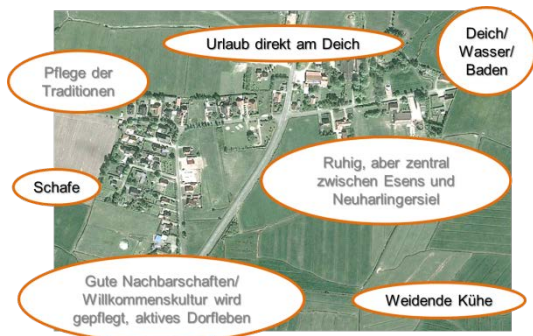 Urlaub direkt am Deich
Deich/
Wasser/
Baden
Pflege der
Traditionen
Ruhig, aber zentral
zwischen Esens und
Neuharlingersiel
Schafe
Gute Nachbarschaften/
Willkommenskultur wird
gepflegt, aktives Dorfleben
Weidende Kühe